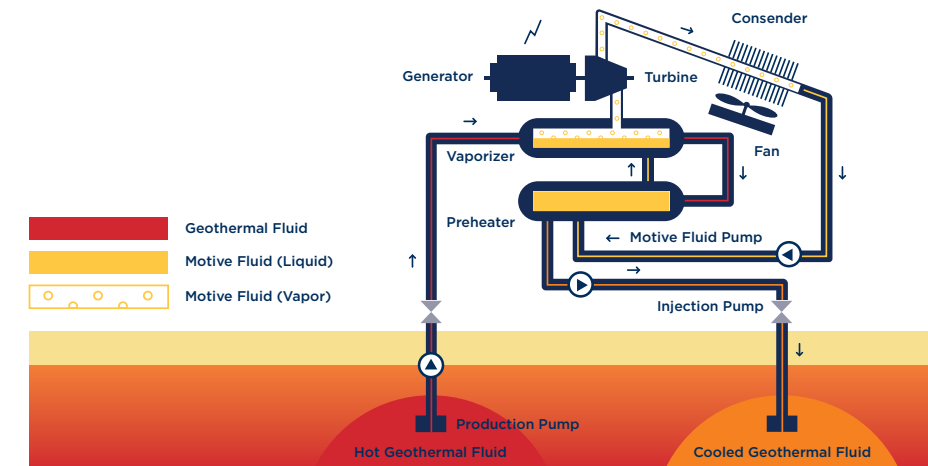 Consender
Generator
Turbine
Fan
Vaporizer
Preheater
Geothermal Fluid
Motive Fluid Pump
Motive Fluid (Liquid)
Motive Fluid (Vapor)
Injection Pump
Production Pump
Hot Geothermal Fluid
Cooled Geothermal Fluid